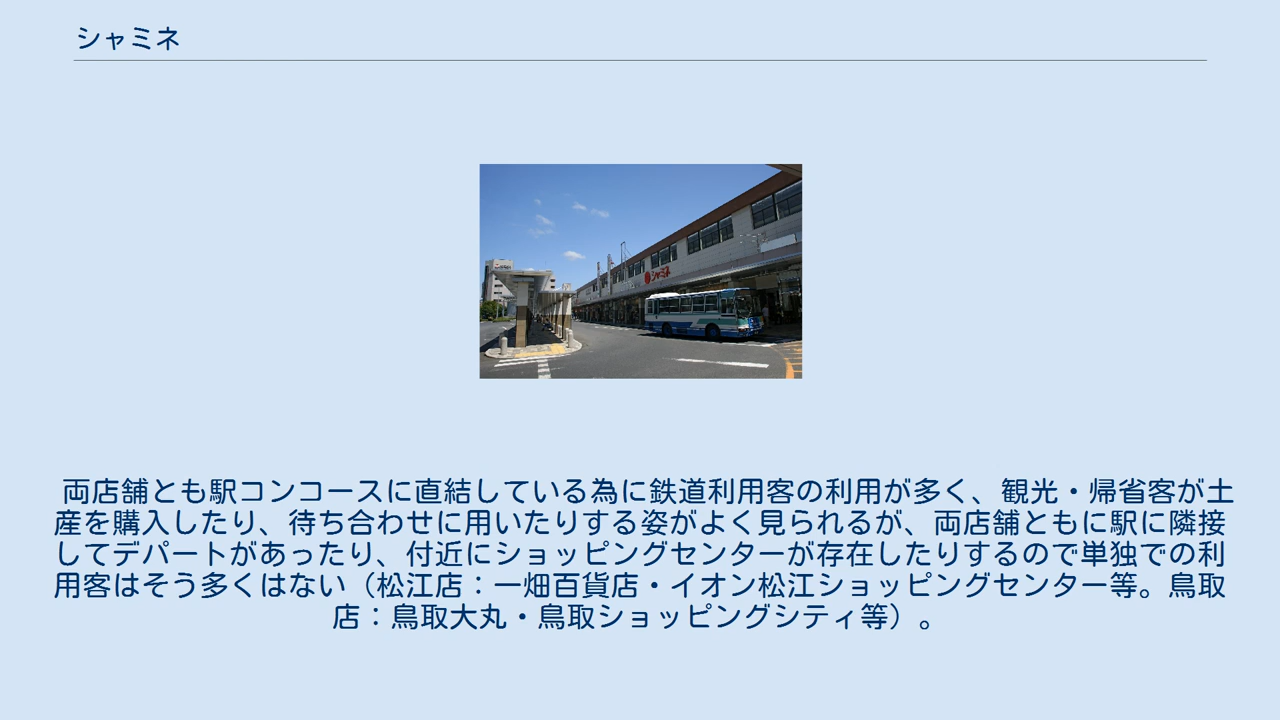 シャミネ
シャミネ
両店舗とも駅コンコースに直結している為に鉄道利用客の利用が多く、観光・帰省客が土
産を購入したり、待ち合わせに用いたりする姿がよく見られるが、両店舗ともに駅に隣接
してデパートがあったり、付近にショッピングセンターが存在したりするので単独での利
用客はそう多くはない（松江店：一畑百貨店・イオン松江ショッピングセンター等。鳥取
店：鳥取大丸・鳥取ショッピングシティ等）。